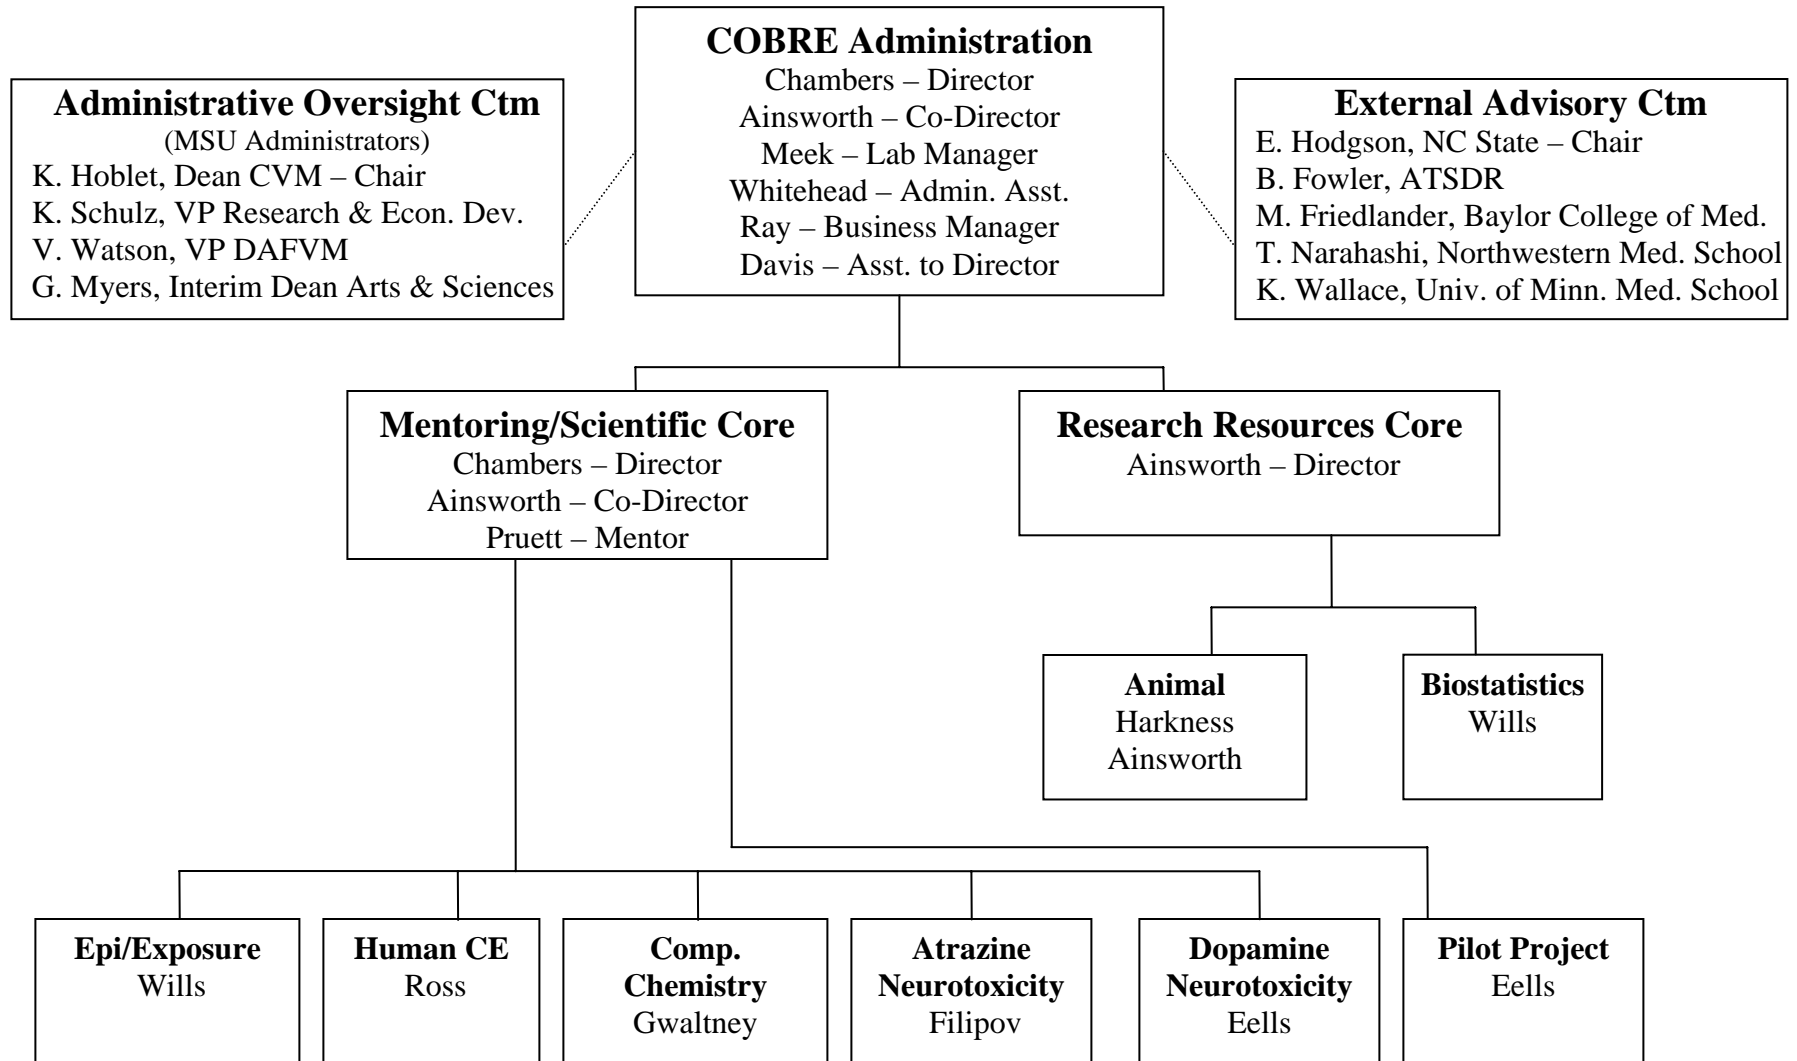 COBRE Administration
Chambers – Director
Ainsworth – Co-Director
Meek – Lab Manager
Whitehead – Admin. Asst.
Ray – Business Manager
Davis – Asst. to Director
Administrative Oversight Ctm
(MSU Administrators)
K. Hoblet, Dean CVM – Chair
K. Schulz, VP Research & Econ. Dev.
V. Watson, VP DAFVM
G. Myers, Interim Dean Arts & Sciences
External Advisory Ctm
E. Hodgson, NC State – Chair
B. Fowler, ATSDR
M. Friedlander, Baylor College of Med.
T. Narahashi, Northwestern Med. School
K. Wallace, Univ. of Minn. Med. School
Mentoring/Scientific Core
Chambers – Director
Ainsworth – Co-Director
Pruett – Mentor
Research Resources Core
Ainsworth – Director
Animal
Harkness
Ainsworth
Biostatistics
Wills
Epi/Exposure
Wills
Human CE
Ross
Comp.
Chemistry
Gwaltney
Atrazine
Neurotoxicity
Filipov
Dopamine
Neurotoxicity
Eells
Pilot Project
Eells